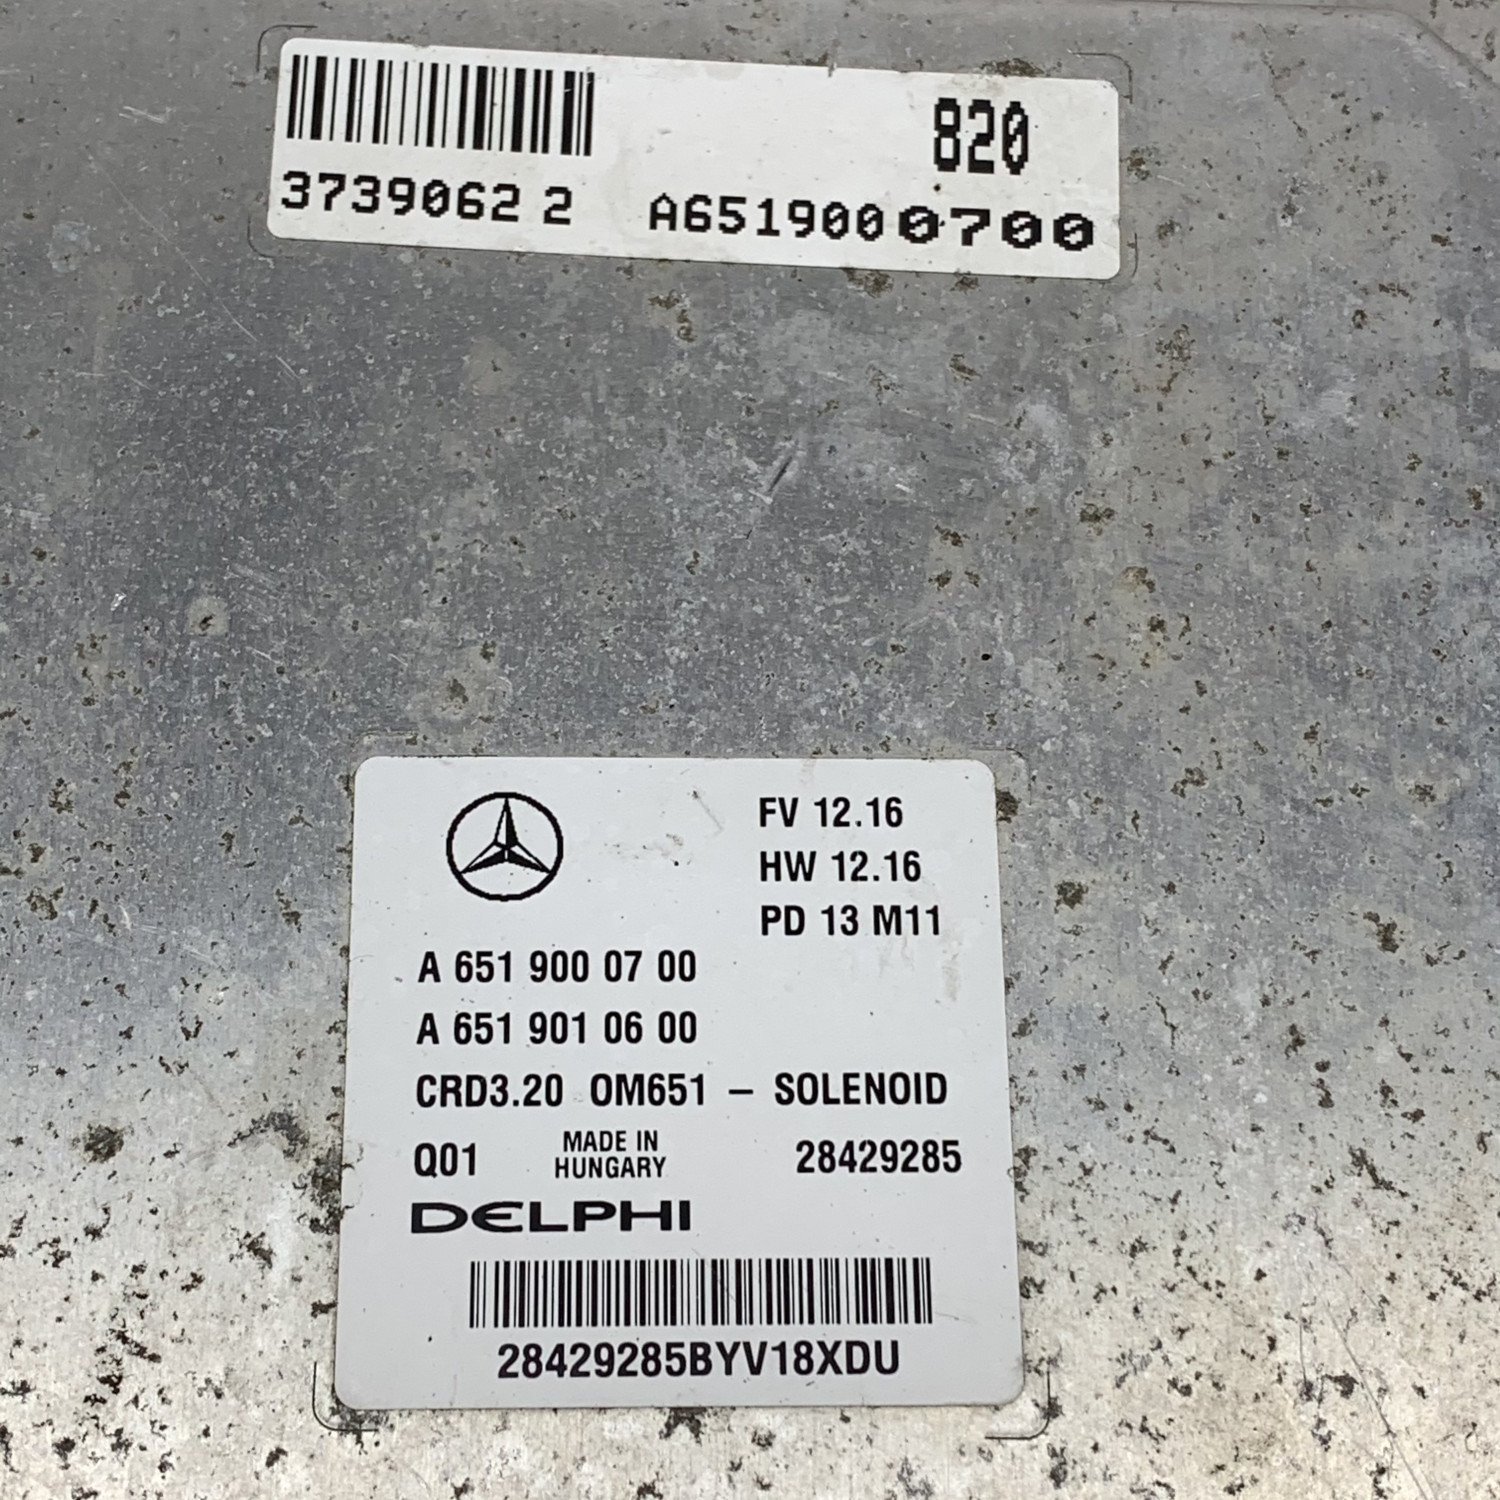 820
3739062 2 A6519000700
FV 12.16
HW 12.16
PD 13 M11
A 651 900 07 00
A 651 901 06 00
CRD3.20 OM651 – SOLENOID
Q01 MADE IN HUNGARY 28429285
DELPHI
28429285BYV18XDU